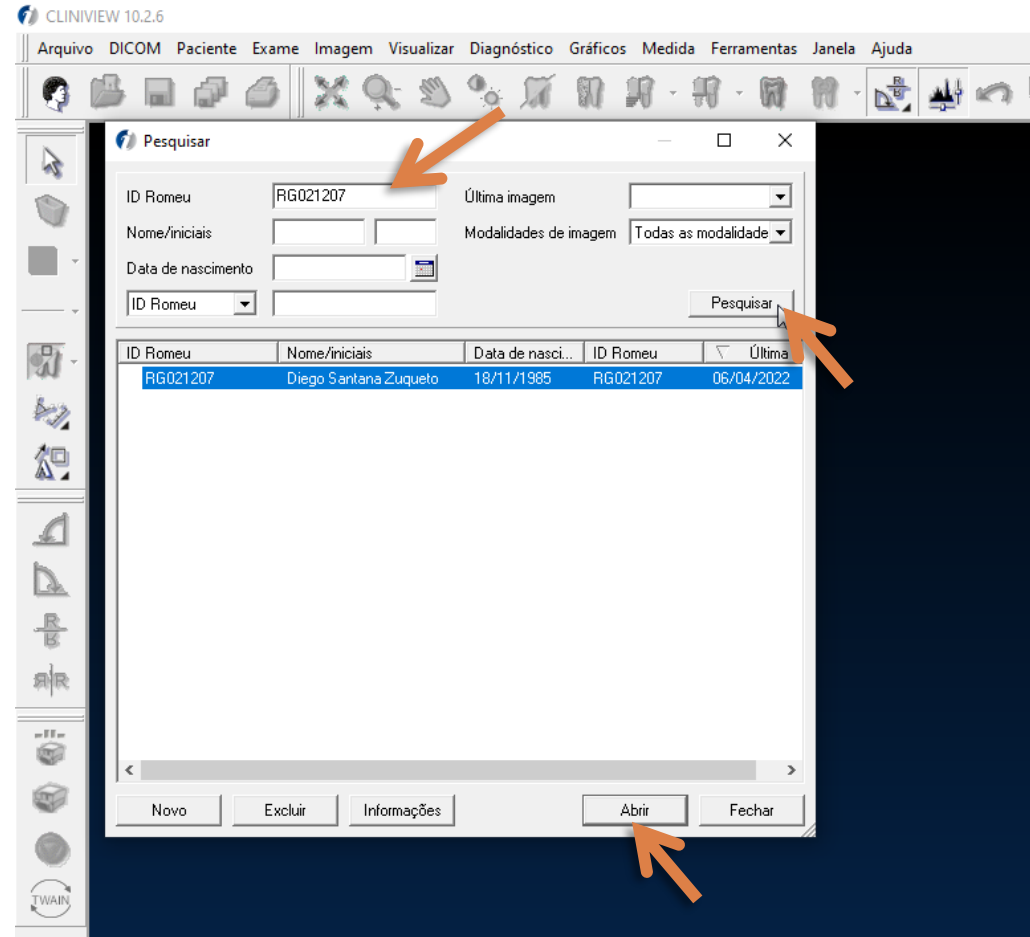 CLINIVIEW 10.2.6
Arquivo DICOM Paciente Exame Imagem Visualizar Diagnóstico Gráficos Medida Ferramentas Janela Ajuda
Pesquisar
ID Romeu RG021207 Última imagem
Nome/iniciais Modalidades de imagem Todas as modalidade
Data de nascimento
ID Romeu Pesquisar
ID Romeu Nome/iniciais Data de nasci... ID Romeu Última
RG021207 Diego Santana Zuqueto 18/11/1985 RG021207 06/04/2022
R
R
R R
Novo Excluir Informações Abrir Fechar
TWAIN